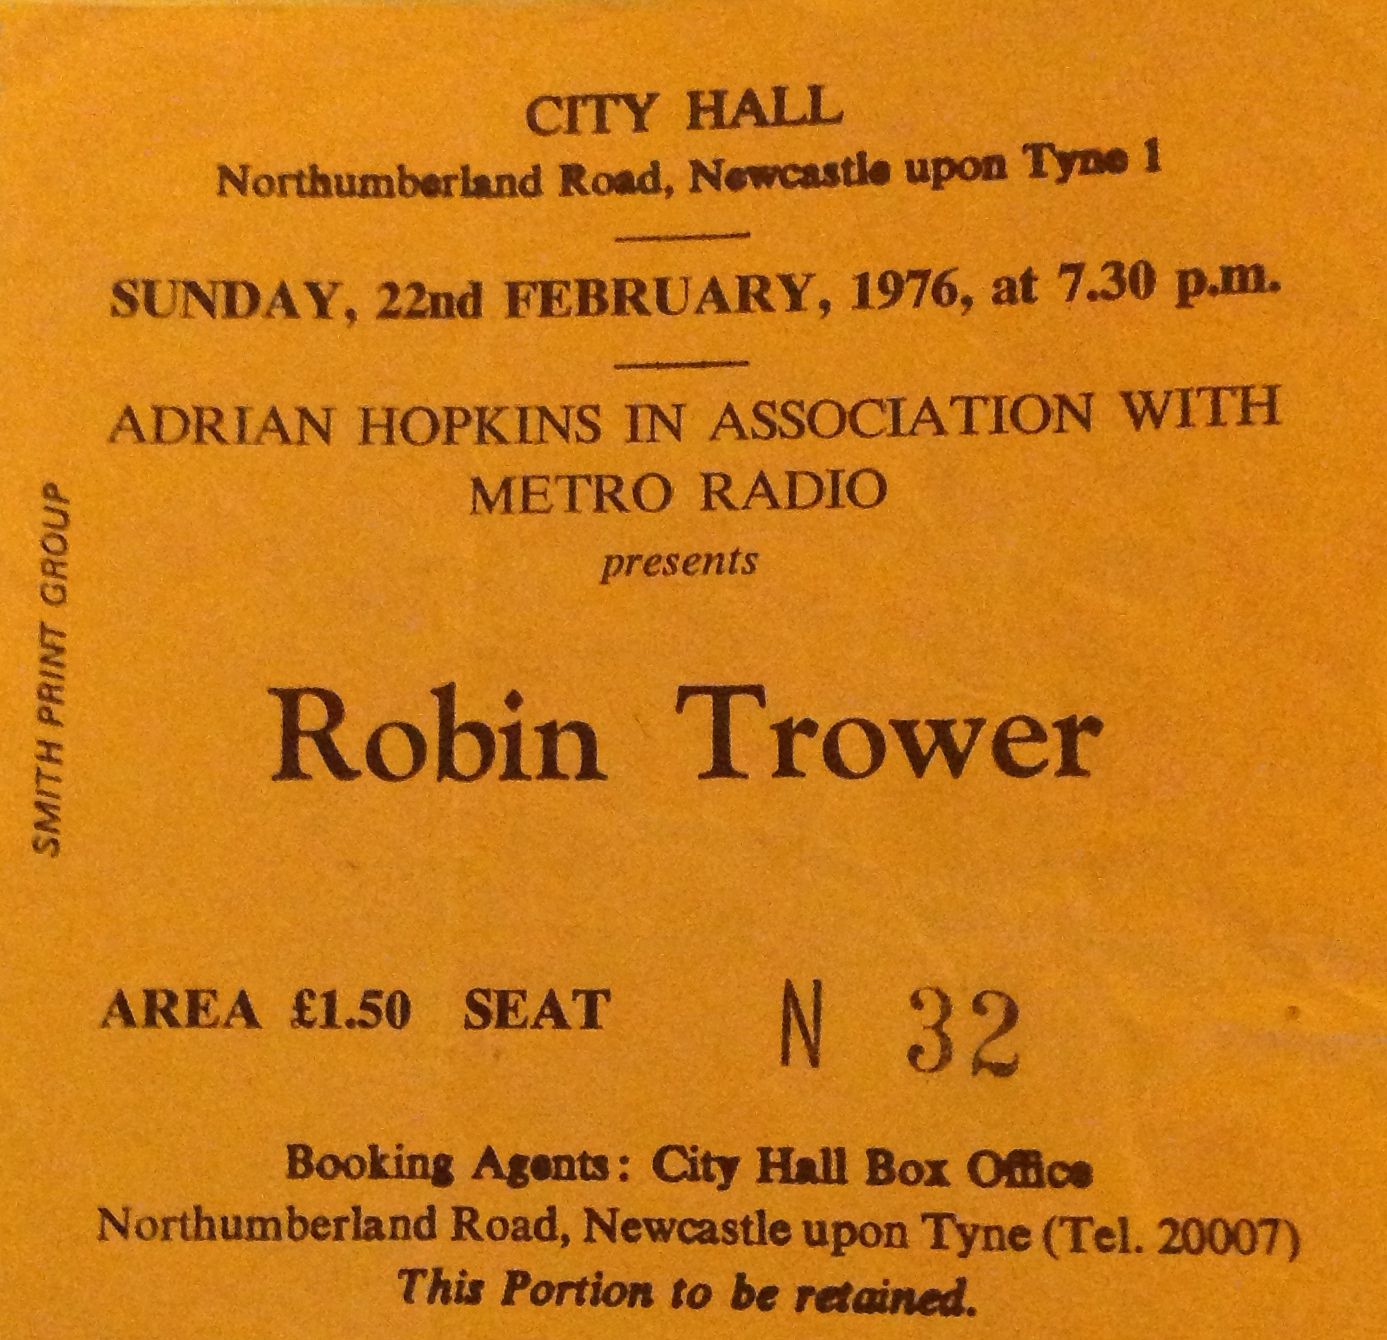 CITY HALL
Northumberland Road, Newcastle upon Tyne 1
SUNDAY, 22nd FEBRUARY, 1976, at 7.30 p.m.
ADRIAN HOPKINS IN ASSOCIATION WITH
METRO RADIO
presents
Robin Trower
SMITH PRINT GROUP
AREA £1.50 SEAT N 32
Booking Agents: City Hall Box Office
Northumberland Road, Newcastle upon Tyne (Tel. 20007)
This Portion to be retained.